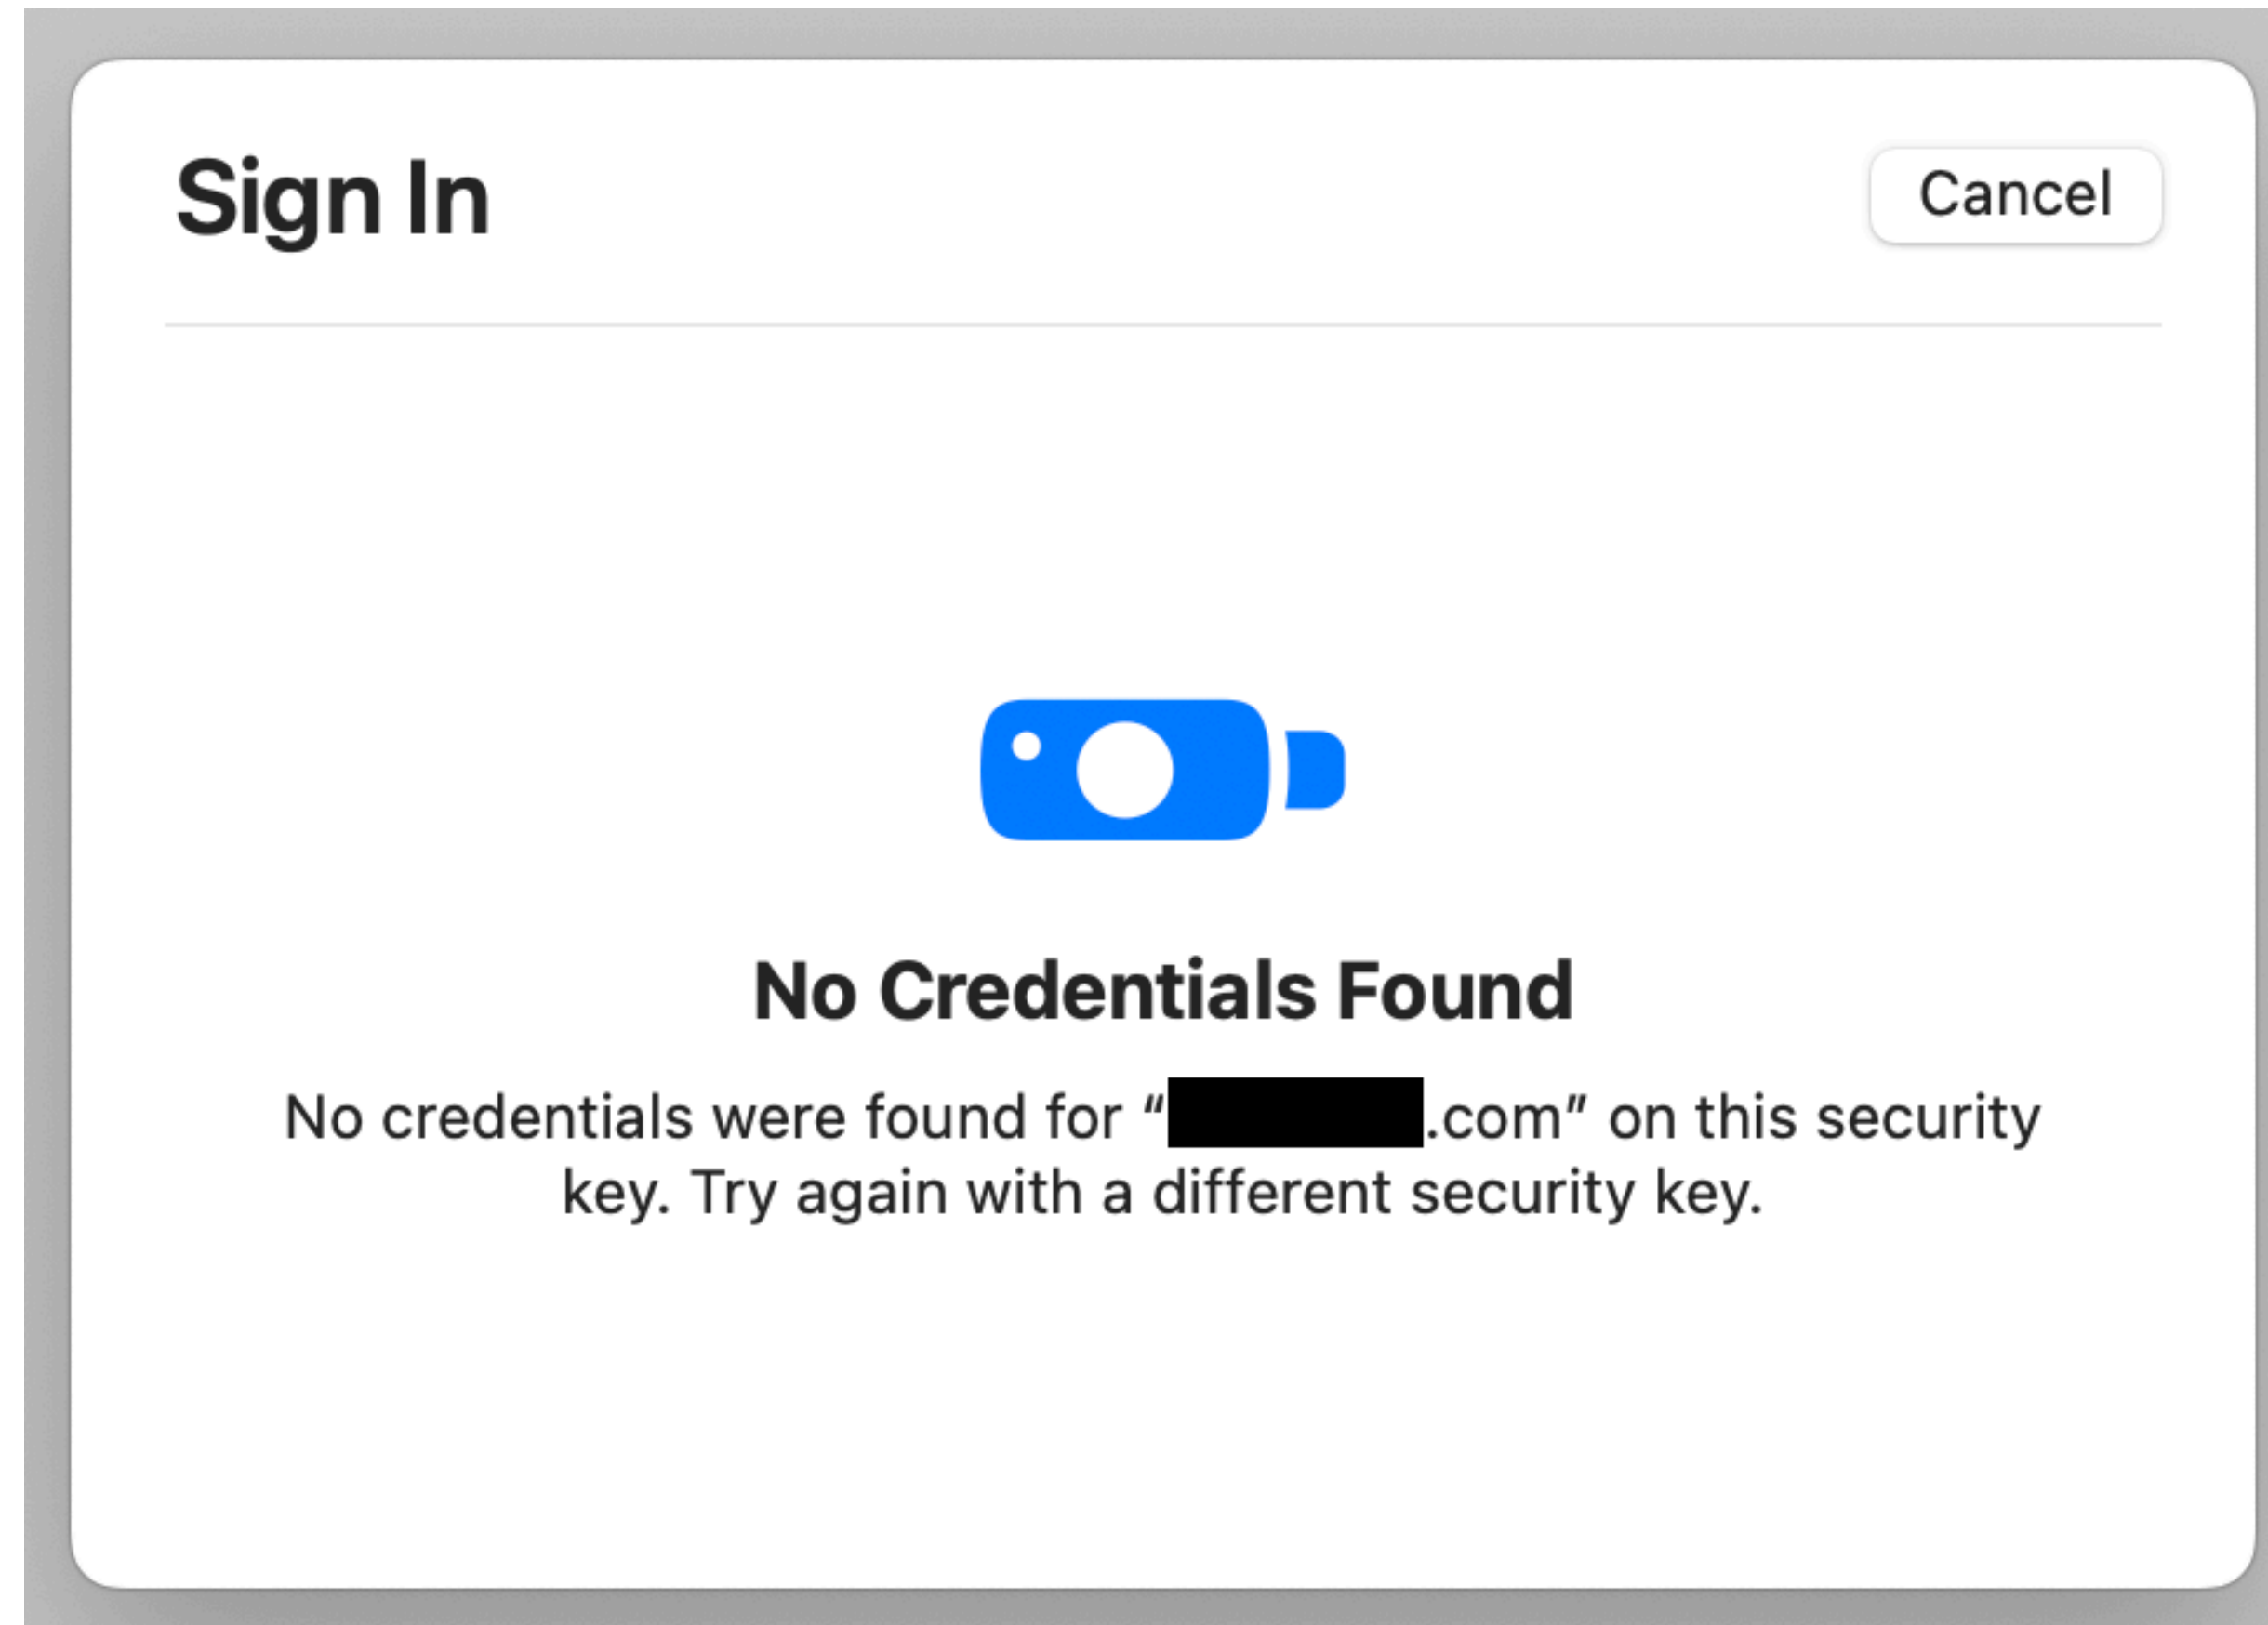 Sign In
Cancel
No Credentials Found
No credentials were found for “.com” on this security
key. Try again with a different security key.